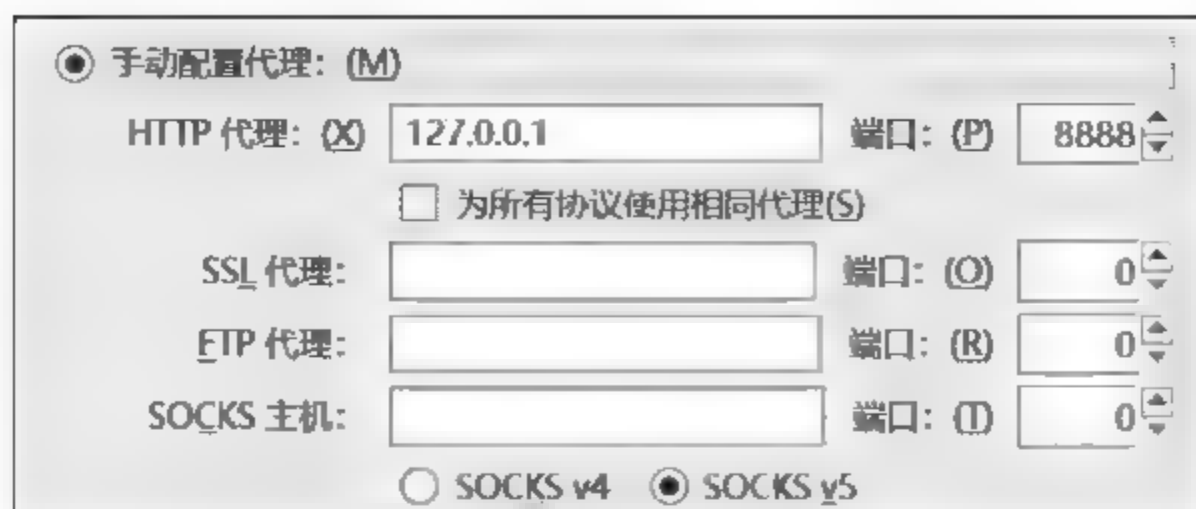 手动配置代理: (M)
HTTP 代理: (X) 127.0.0.1 端口: (P) 8888
为所有协议使用相同代理(S)
SSL 代理: 端口: (O) 0
FTP 代理: 端口: (R) 0
SOCKS 主机: 端口: (T) 0
SOCKS v4 SOCKS v5